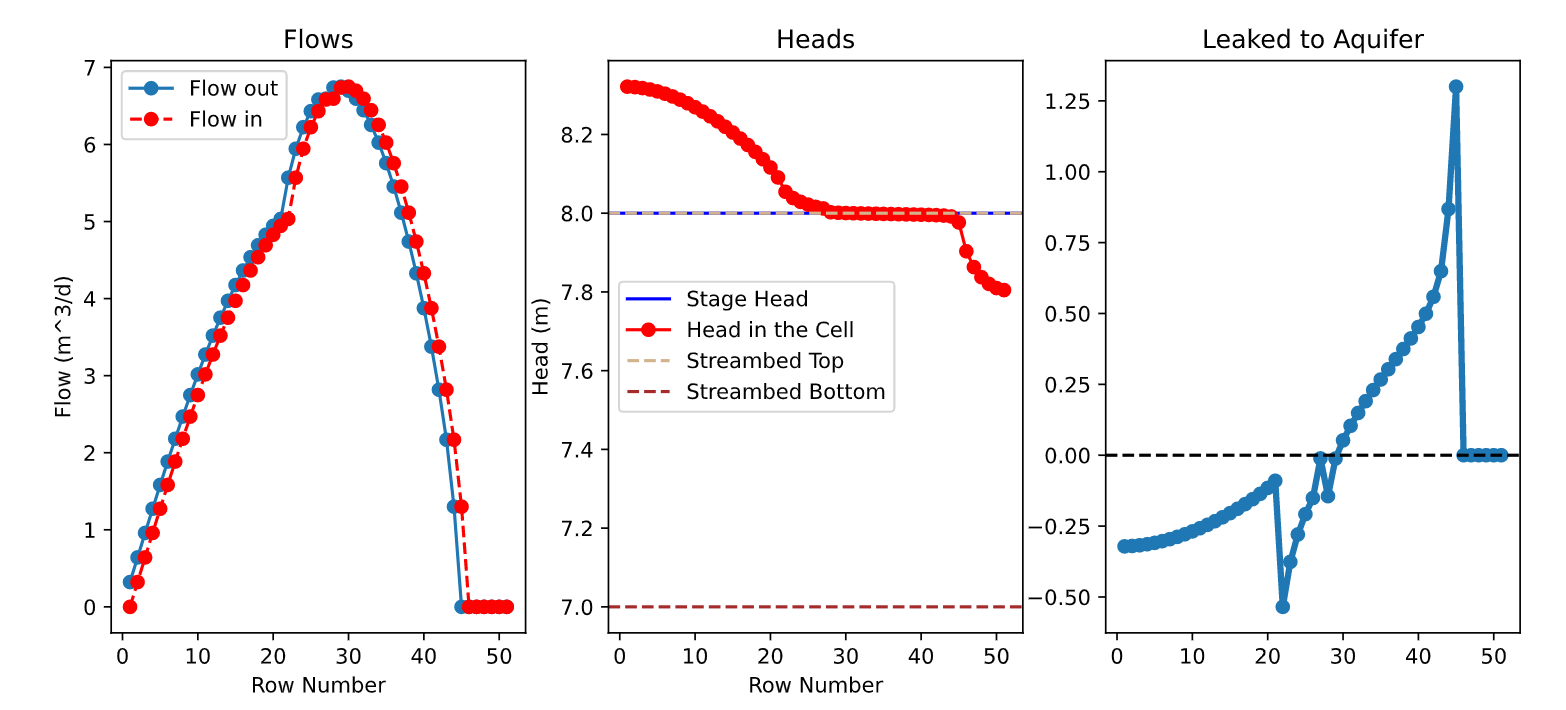 Flows
Flow out
Flow in
7
6
5
4
3
2
1
0
Flow (m^3/d)
0 10 20 30 40 50
Row Number
Heads
8.2
8.0
7.8
7.6
7.4
7.2
7.0
Head (m)
Stage Head
Head in the Cell
Streambed Top
Streambed Bottom
0 10 20 30 40 50
Row Number
Leaked to Aquifer
1.25
1.00
0.75
0.50
0.25
0.00
−0.25
−0.50
0 10 20 30 40 50